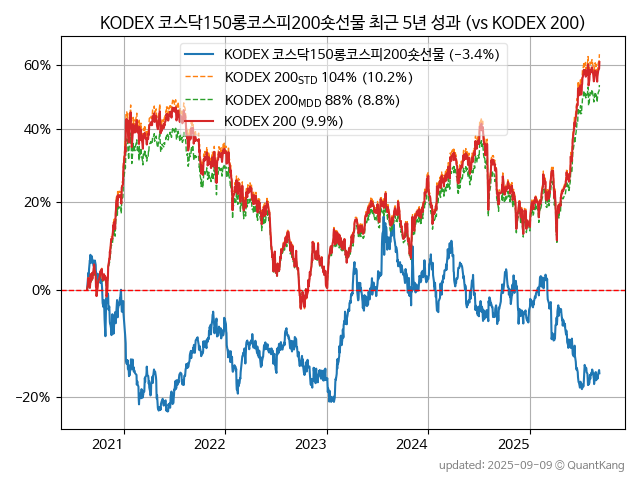 KODEX 코스닥150롱코스피200숏선물 최근 5년 성과 (vs KODEX 200)
KODEX 코스닥150롱코스피200숏선물 (−3.4%)
KODEX 200STD 104% (10.2%)
KODEX 200MDD 88% (8.8%)
KODEX 200 (9.9%)
60%
40%
20%
0%
−20%
2021 2022 2023 2024 2025
updated: 2025-09-09 © QuantKang